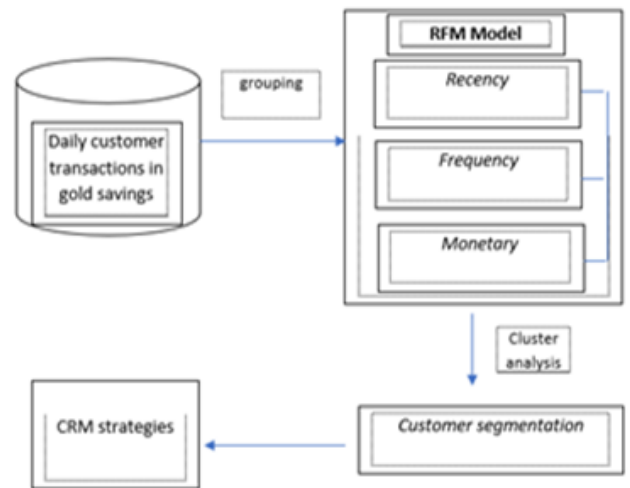 RFM Model
Recency
grouping
Daily customer
transactions in
gold savings
Frequency
Monetary
Cluster
analysis
CRM strategies
Customer segmentation